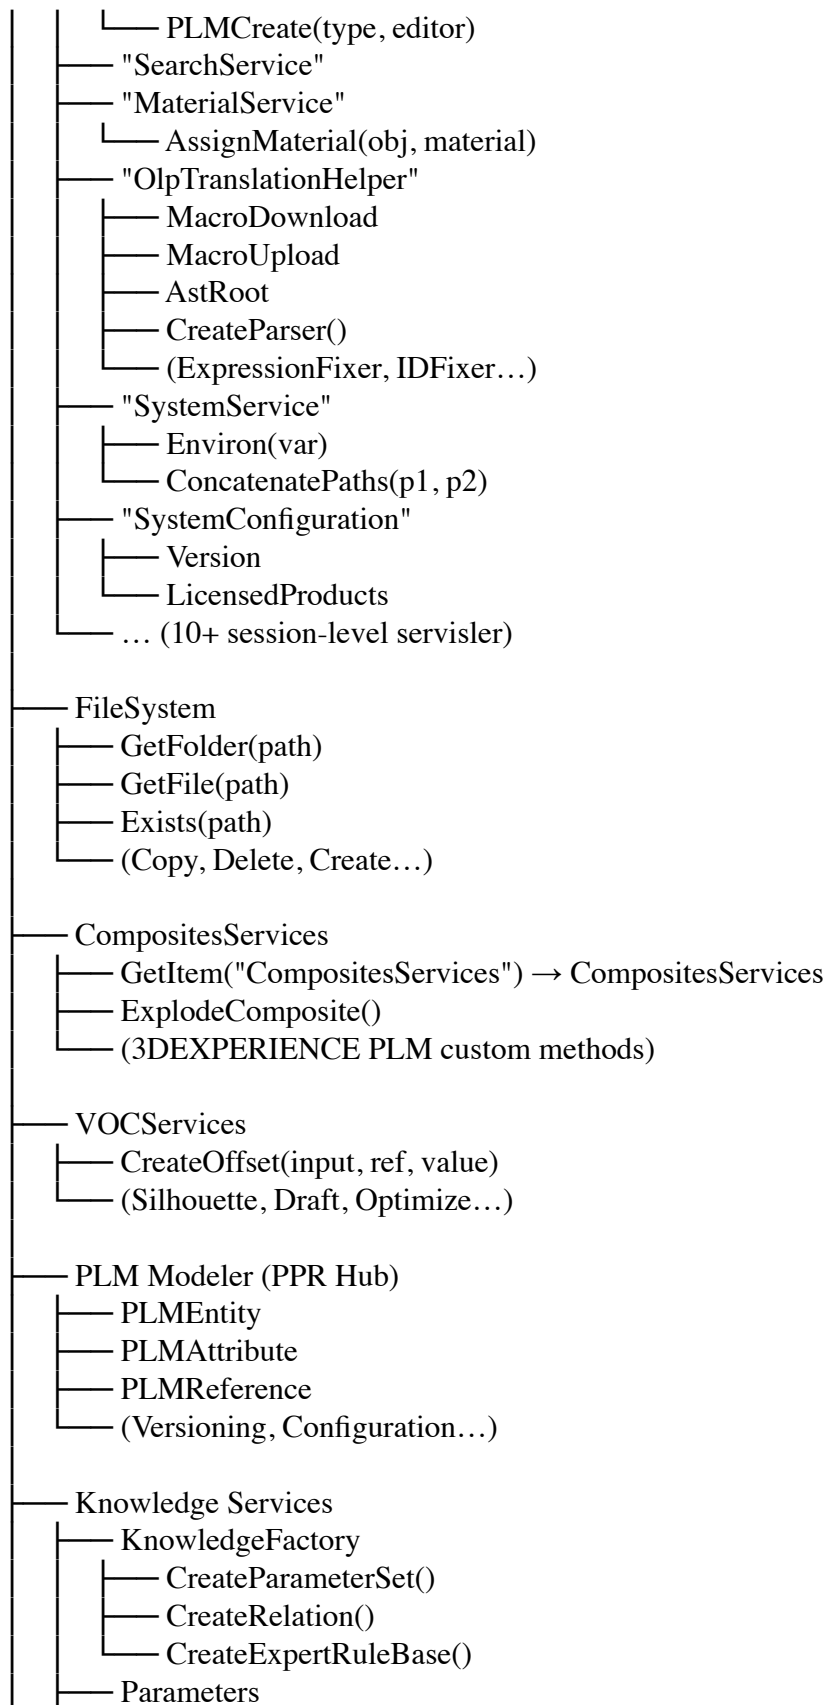 │   │   └── PLMCreate(type, editor)
│   ├── "SearchService"
│   ├── "MaterialService"
│   │   └── AssignMaterial(obj, material)
│   ├── "OlpTranslationHelper"
│   │   ├── MacroDownload
│   │   ├── MacroUpload
│   │   ├── AstRoot
│   │   ├── CreateParser()
│   │   └── (ExpressionFixer, IDFixer…)
│   ├── "SystemService"
│   │   ├── Environ(var)
│   │   └── ConcatenatePaths(p1, p2)
│   ├── "SystemConfiguration"
│   │   ├── Version
│   │   └── LicensedProducts
│   └── … (10+ session-level servisler)
│
├── FileSystem
│   ├── GetFolder(path)
│   ├── GetFile(path)
│   ├── Exists(path)
│   └── (Copy, Delete, Create…)
│
├── CompositesServices
│   ├── GetItem("CompositesServices") → CompositesServices
│   ├── ExplodeComposite()
│   └── (3DEXPERIENCE PLM custom methods)
│
├── VOCServices
│   ├── CreateOffset(input, ref, value)
│   └── (Silhouette, Draft, Optimize…)
│
├── PLM Modeler (PPR Hub)
│   ├── PLMEntity
│   ├── PLMAttribute
│   ├── PLMReference
│   └── (Versioning, Configuration…)
│
├── Knowledge Services
│   ├── KnowledgeFactory
│   │   ├── CreateParameterSet()
│   │   ├── CreateRelation()
│   │   └── CreateExpertRuleBase()
│   ├── Parameters